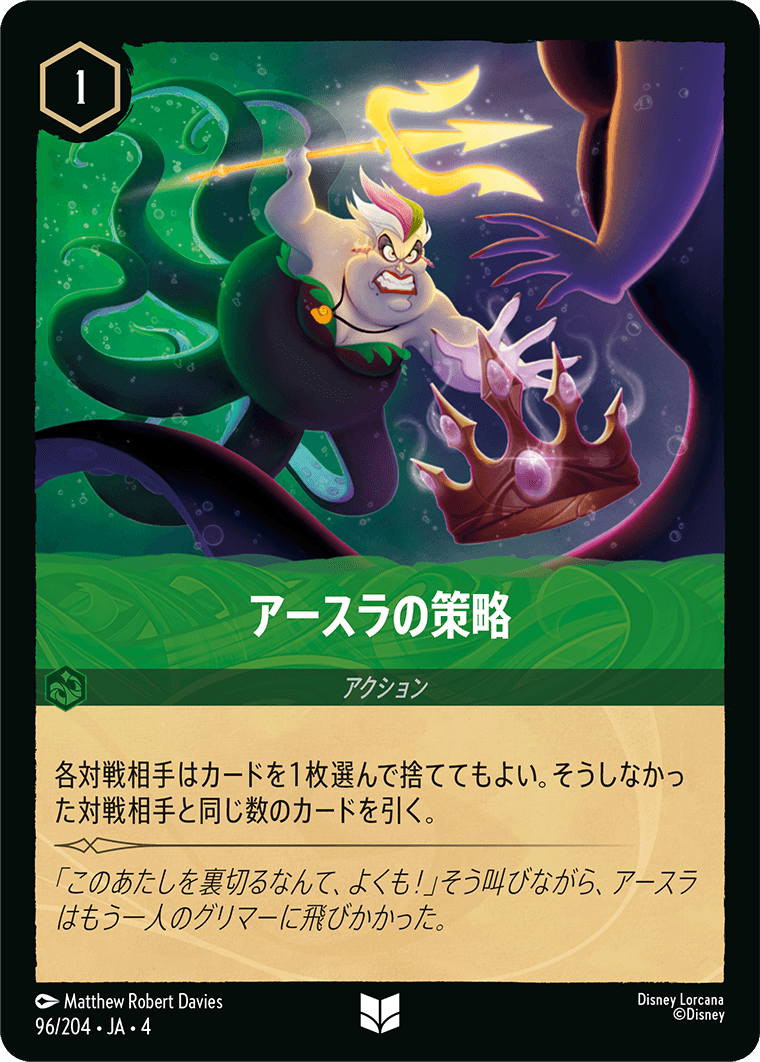 1
アースラの策略
アクション
各対戦相手はカードを1枚選んで捨ててもよい。そうしなかっ
た対戦相手と同じ数のカードを引く。
「このあたしを裏切るなんて、よくも！」そう叫びながら、アースラ
はもう一人のグリマーに飛びかかった。
Matthew Robert Davies
96/204 • JA • 4
Disney Lorcana
©Disney